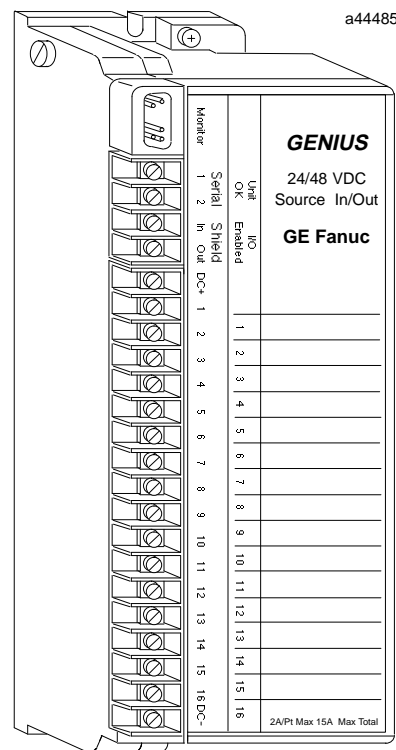 a44485
GENIUS
24/48 VDC
Source In/Out
GE Fanuc
Monitor
Serial
1 2
Shield
In Out
DC+
1
2
3
4
5
6
7
8
9
10
11
12
13
14
15
16
DC-
Unit
OK
I/O
Enabled
1
2
3
4
5
6
7
8
9
10
11
12
13
14
15
16
2A/Pt Max 15A Max Total